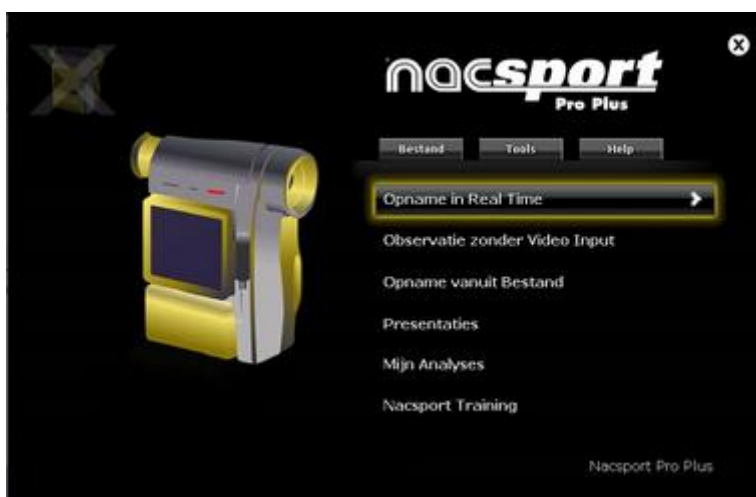 nacsport
Pro Plus
Bestand Tools Help
Opname in Real Time
Observatie zonder Video Input
Opname vanuit Bestand
Presentaties
Mijn Analyses
Nacsport Training
Nacsport Pro Plus